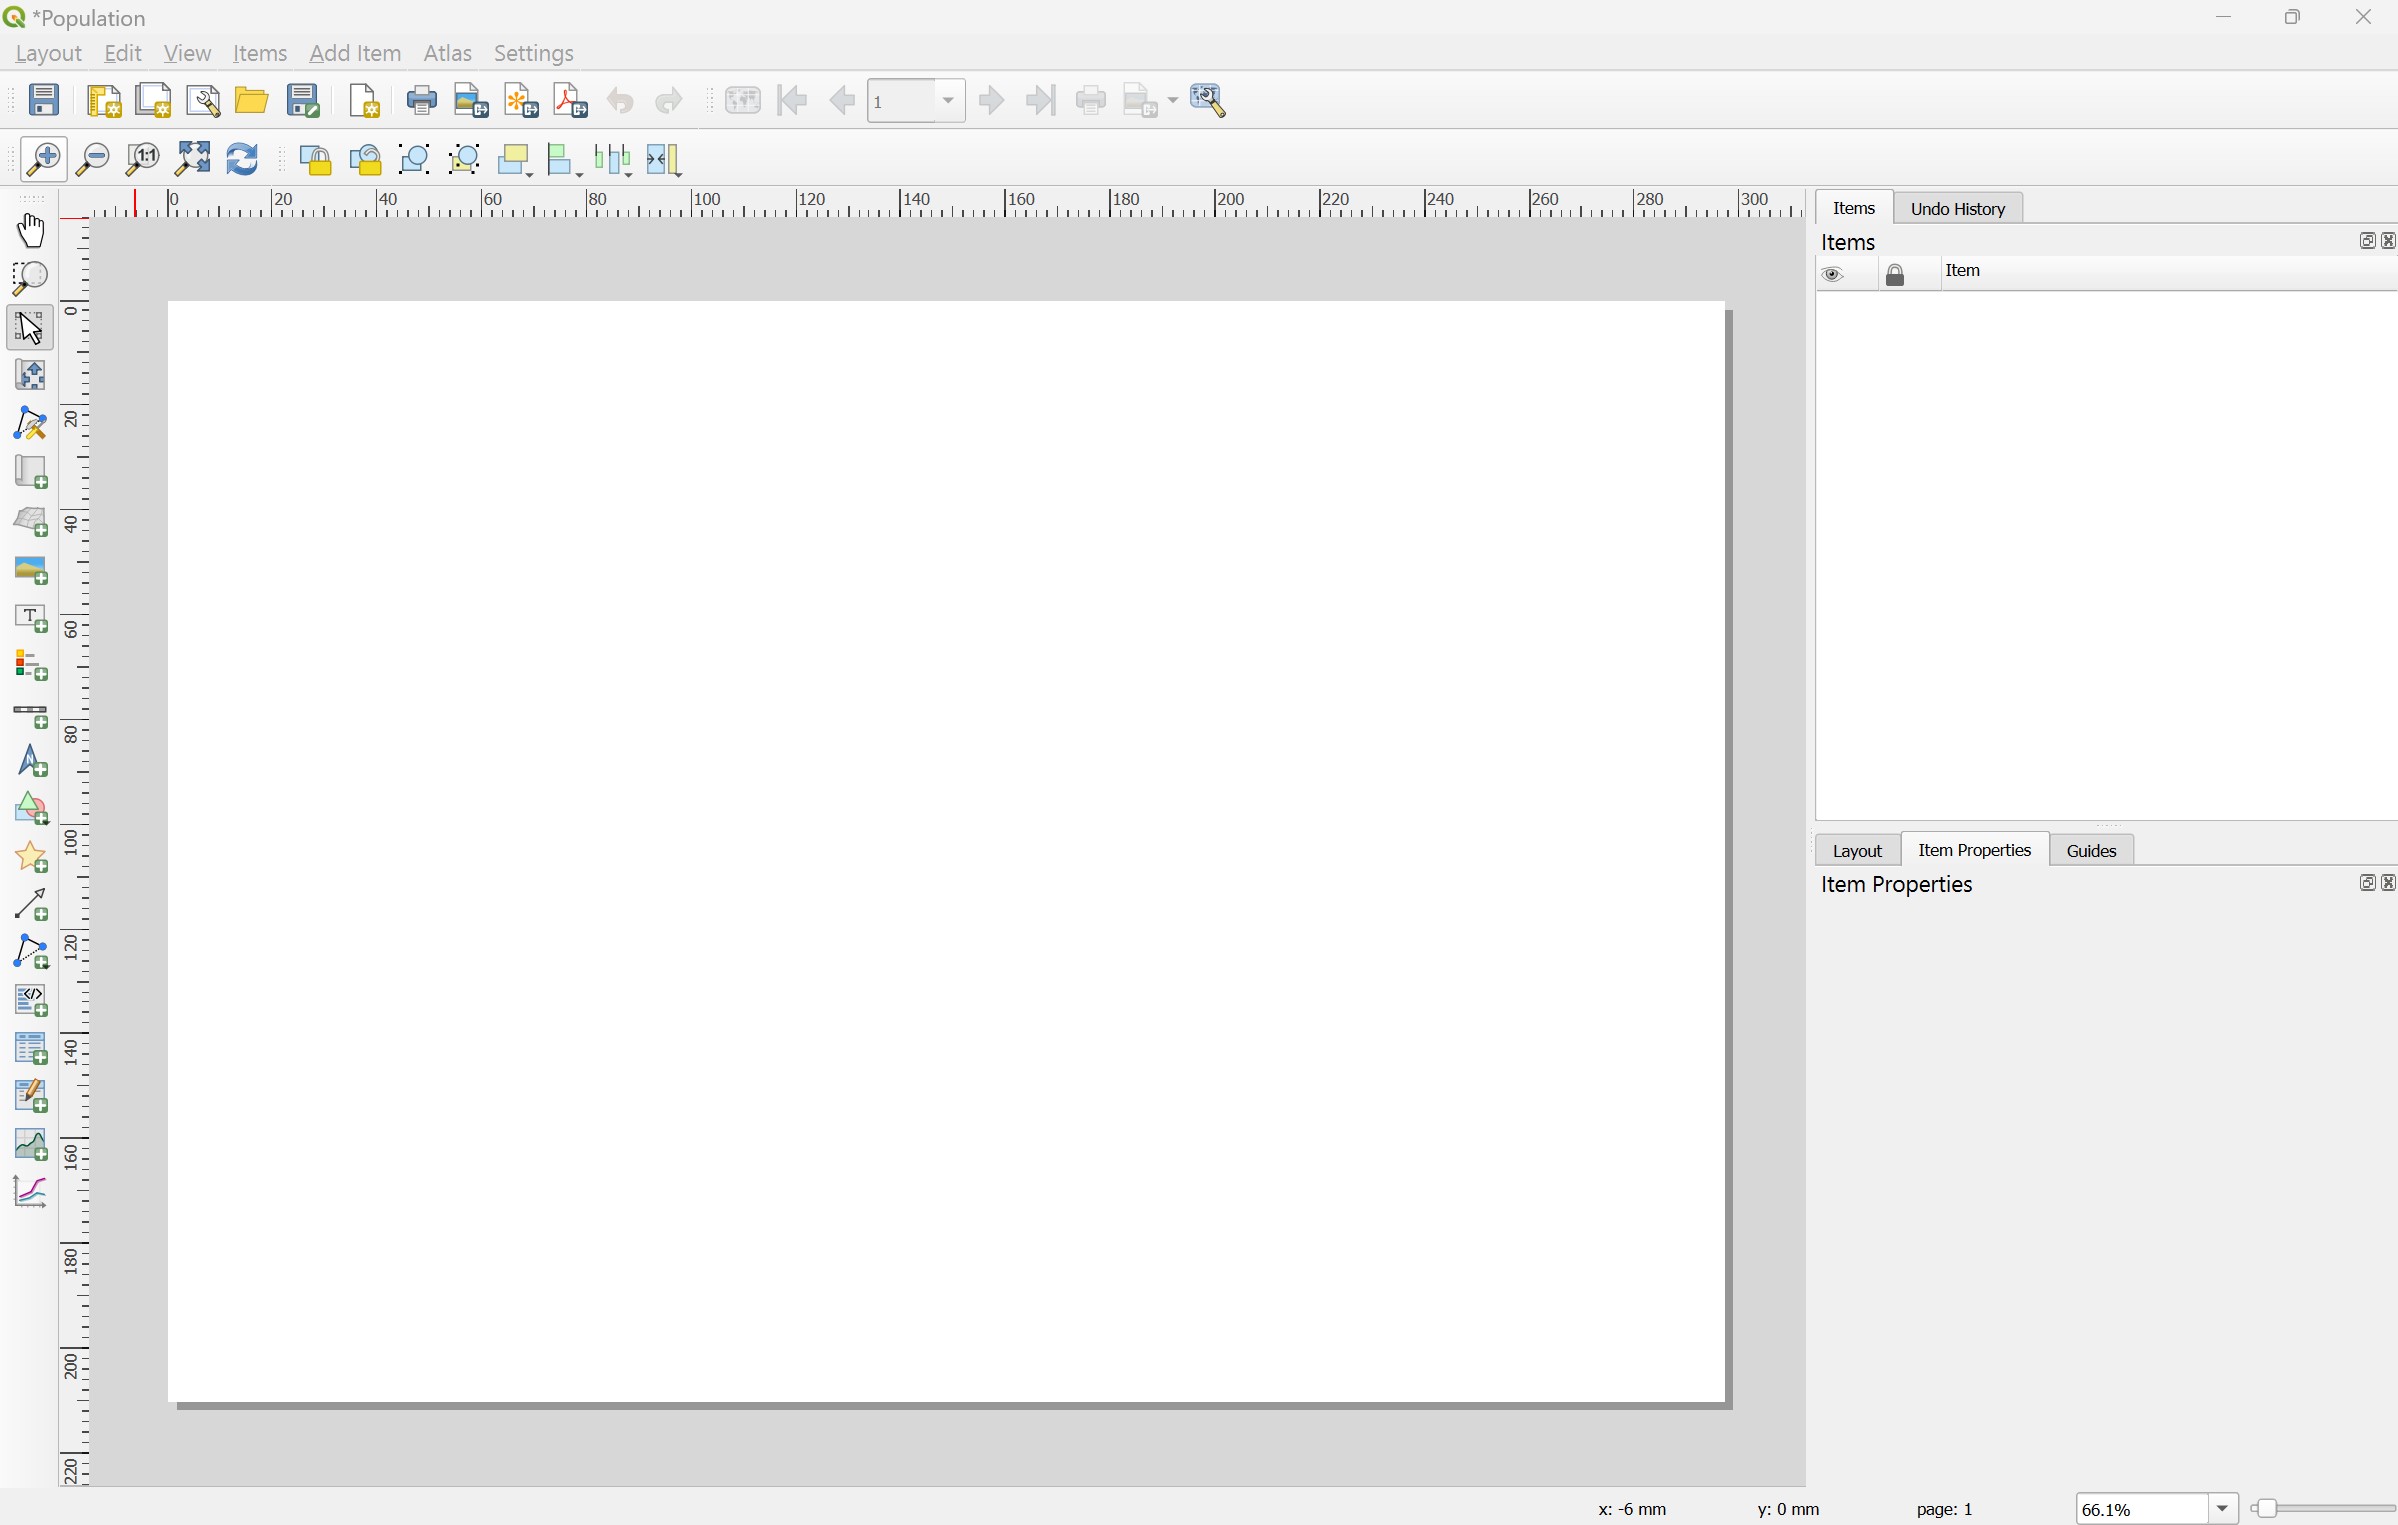 *Population
Layout Edit View Items Add Item Atlas Settings
1
1:1
0 20 40 60 80 100 120 140 160 180 200 220 240 260 280 300
Items Undo History
Items
Item
0
20
40
60
80
100
120
140
160
180
200
220
T
N
</>
Layout Item Properties Guides
Item Properties
x: -6 mm y: 0 mm page: 1 66.1%